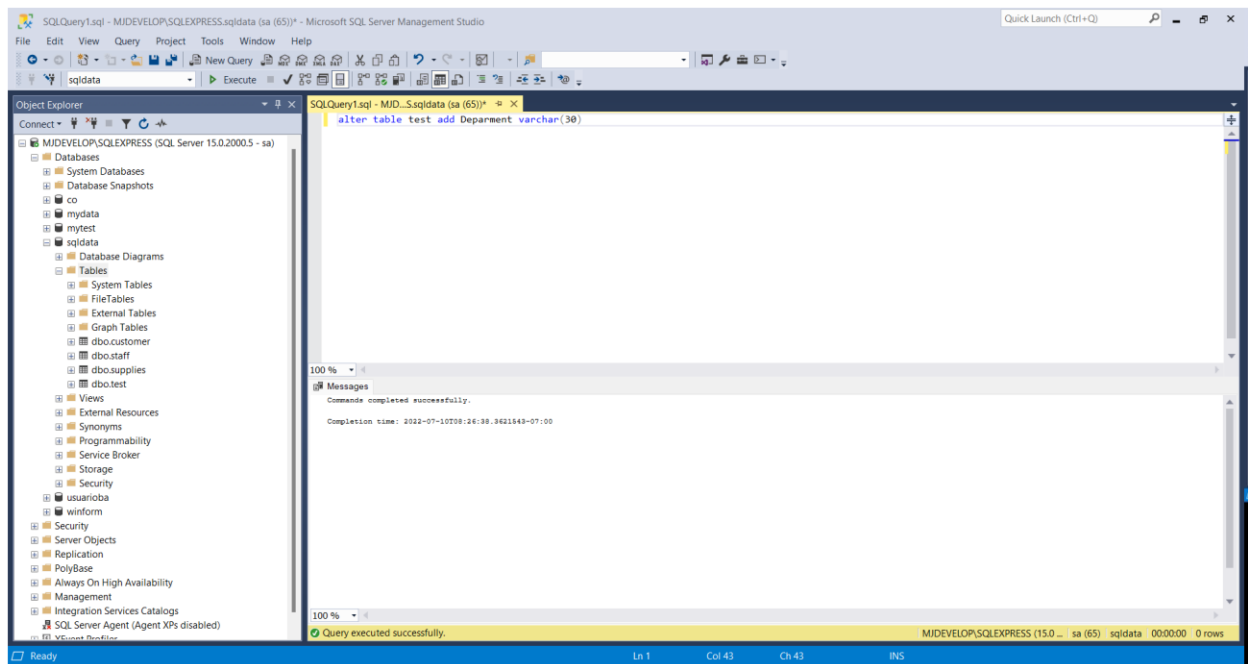 SQLQuery1.sql - MJDEVELOP\SQLEXPRESS.sqldata (sa (65))* - Microsoft SQL Server Management Studio
Quick Launch (Ctrl+Q)
File Edit View Query Project Tools Window Help
New Query
sqldata
Execute
Object Explorer
Connect
MJDEVELOP\SQLEXPRESS (SQL Server 15.0.2000.5 - sa)
Databases
System Databases
Database Snapshots
co
mydata
mytest
sqldata
Database Diagrams
Tables
System Tables
FileTables
External Tables
Graph Tables
dbo.customer
dbo.staff
dbo.supplies
dbo.test
Views
External Resources
Synonyms
Programmability
Service Broker
Storage
Security
usuarioba
winform
Security
Server Objects
Replication
PolyBase
Always On High Availability
Management
Integration Services Catalogs
SQL Server Agent (Agent XPs disabled)
XEvent Profiler
SQLQuery1.sql - MJD...S.sqldata (sa (65))*
alter table test add Deparment varchar(30)
100 %
Messages
Commands completed successfully.
Completion time: 2022-07-10T08:26:38.3621543-07:00
100 %
Query executed successfully.
MJDEVELOP\SQLEXPRESS (15.0 ... sa (65) sqldata 00:00:00 0 rows
Ready Ln 1 Col 43 Ch 43 INS